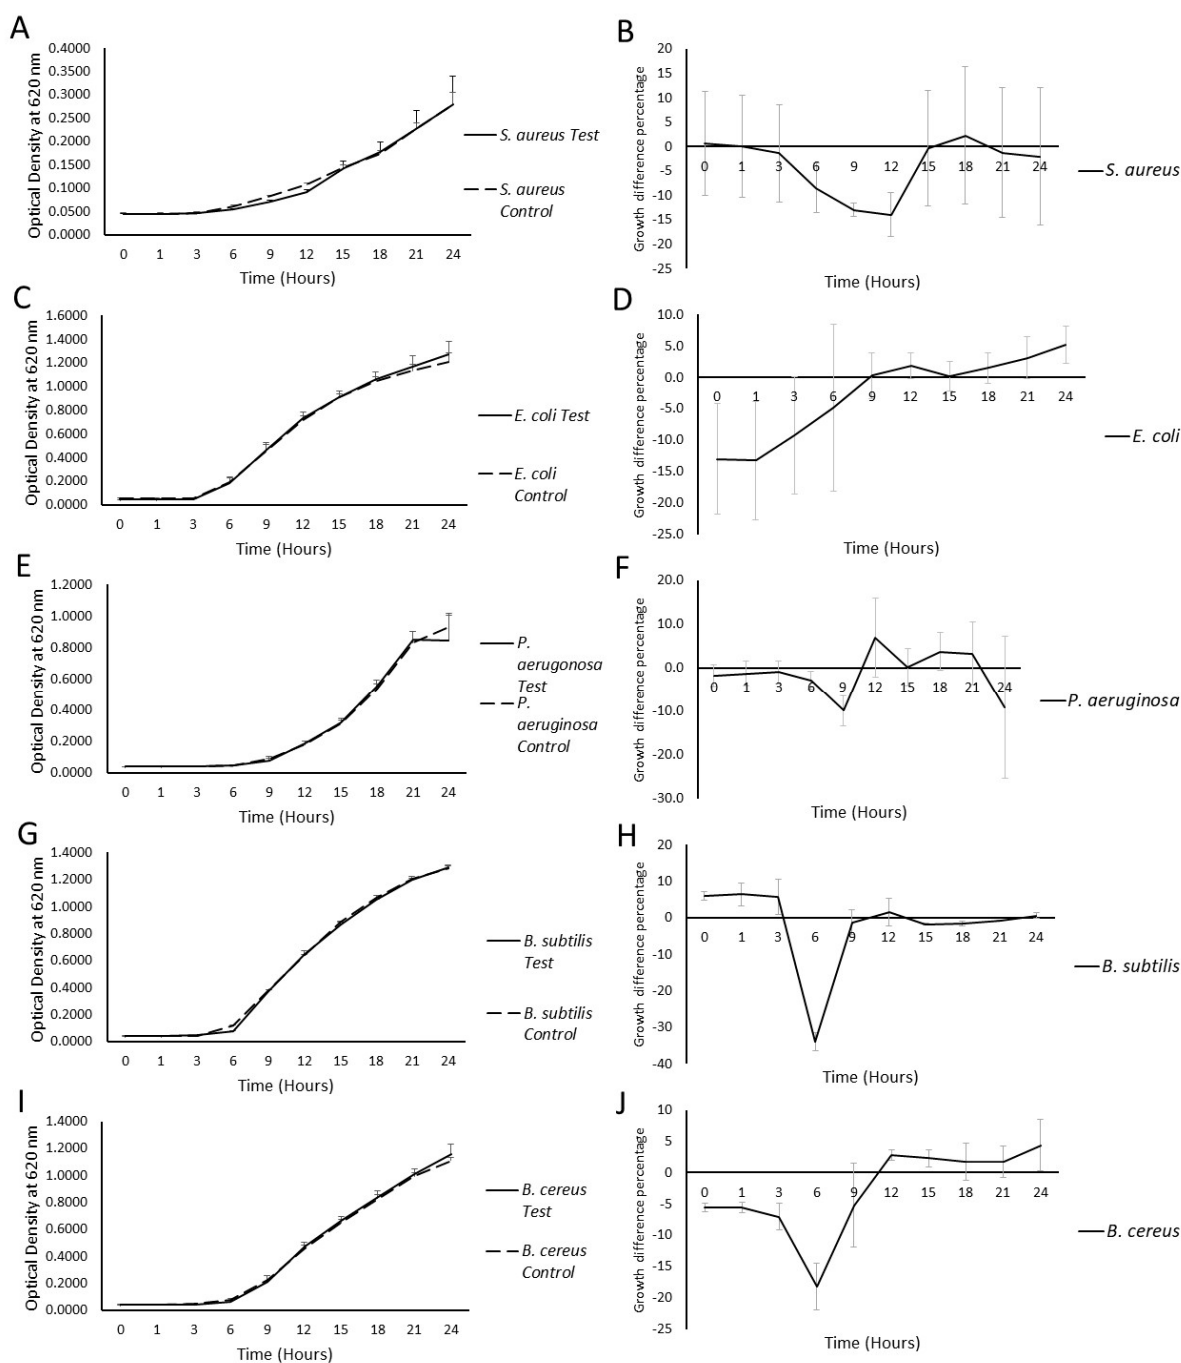 A
0.4000
0.3500
0.3000
0.2500
0.2000
0.1500
0.1000
0.0500
0.0000
Optical Density at 620 nm
0 1 3 6 9 12 15 18 21 24
Time (Hours)
S. aureus Test
S. aureus
Control
B
20
15
10
5
0
-5
-10
-15
-20
-25
Growth difference percentage
0 1 3 6 9 12 15 18 21 24
Time (Hours)
S. aureus
C
1.6000
1.4000
1.2000
1.0000
0.8000
0.6000
0.4000
0.2000
0.0000
Optical Density at 620 nm
0 1 3 6 9 12 15 18 21 24
Time (Hours)
E. coli Test
E. coli
Control
D
10.0
5.0
0.0
-5.0
-10.0
-15.0
-20.0
-25.0
Growth difference percentage
0 1 3 6 9 12 15 18 21 24
Time (Hours)
E. coli
E
1.2000
1.0000
0.8000
0.6000
0.4000
0.2000
0.0000
Optical Density at 620 nm
0 1 3 6 9 12 15 18 21 24
Time (Hours)
P.
aerugonosa
Test
P.
aeruginosa
Control
F
20.0
10.0
0.0
-10.0
-20.0
-30.0
Growth difference percentage
0 1 3 6 9 12 15 18 21 24
Time (Hours)
P. aeruginosa
G
1.4000
1.2000
1.0000
0.8000
0.6000
0.4000
0.2000
0.0000
Optical Density at 620 nm
0 1 3 6 9 12 15 18 21 24
Time (Hours)
B. subtilis
Test
B. subtilis
Control
H
20
10
0
-10
-20
-30
-40
Growth difference percentage
0 1 3 6 9 12 15 18 21 24
Time (Hours)
B. subtilis
I
1.4000
1.2000
1.0000
0.8000
0.6000
0.4000
0.2000
0.0000
Optical Density at 620 nm
0 1 3 6 9 12 15 18 21 24
Time (Hours)
B. cereus
Test
B. cereus
Control
J
10
5
0
-5
-10
-15
-20
-25
Growth difference percentage
0 1 3 6 9 12 15 18 21 24
Time (Hours)
B. cereus